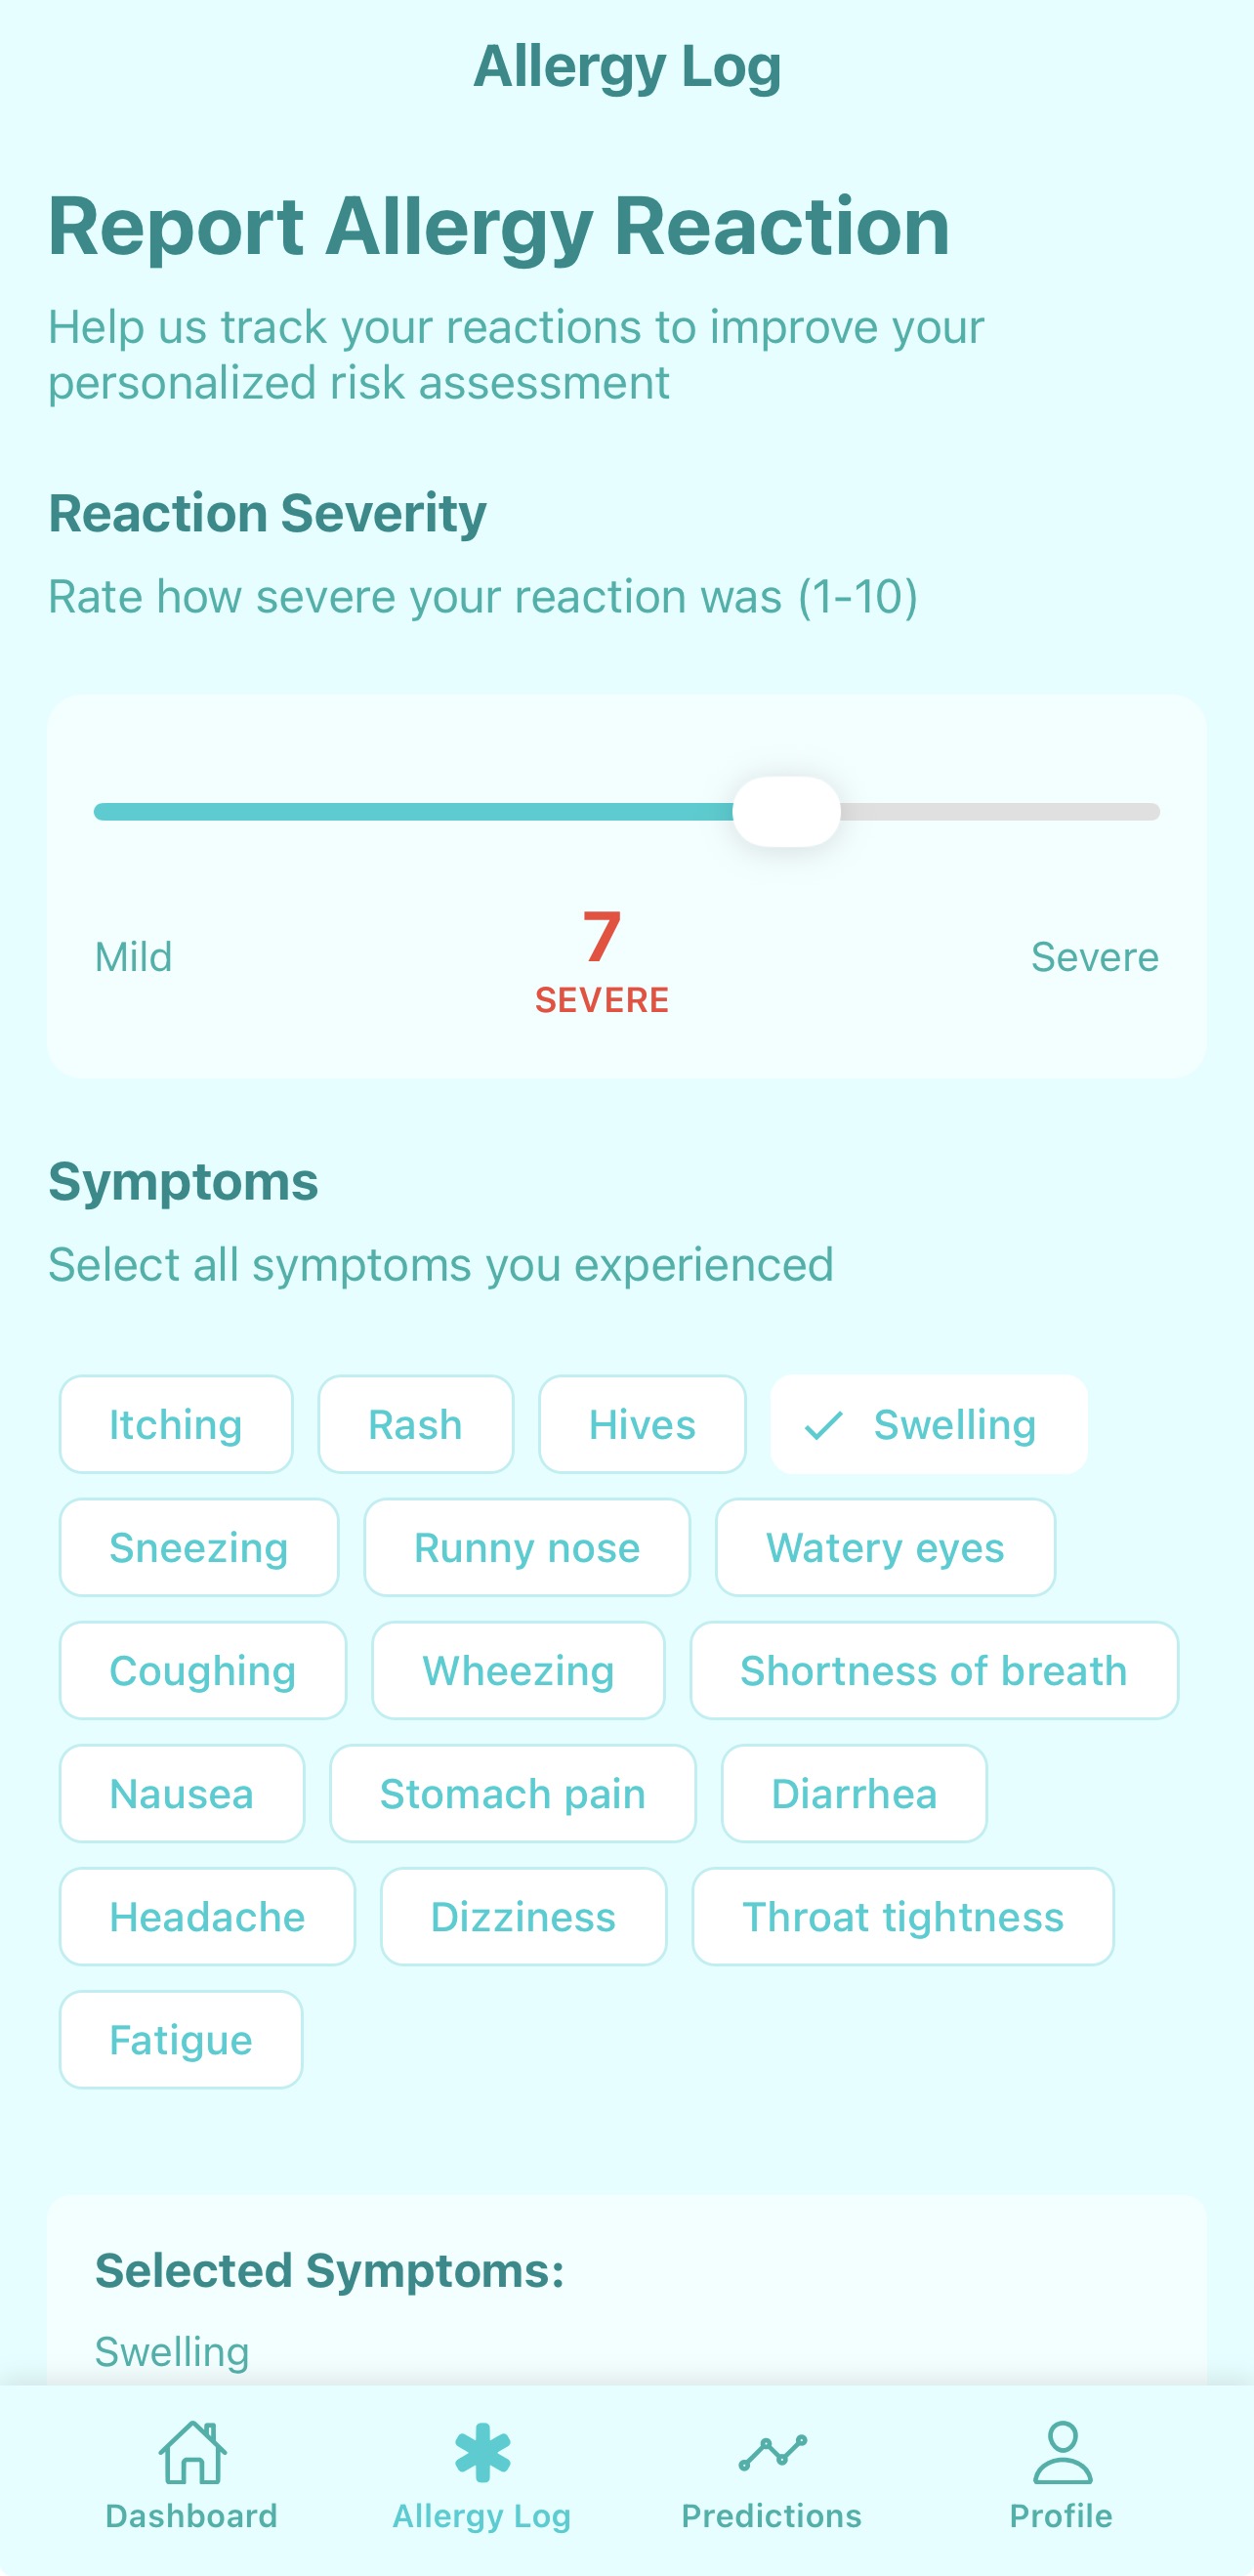 Allergy Log
Report Allergy Reaction
Help us track your reactions to improve your
personalized risk assessment
Reaction Severity
Rate how severe your reaction was (1-10)
Mild
7
SEVERE
Severe
Symptoms
Select all symptoms you experienced
Itching Rash Hives Swelling
Sneezing Runny nose Watery eyes
Coughing Wheezing Shortness of breath
Nausea Stomach pain Diarrhea
Headache Dizziness Throat tightness
Fatigue
Selected Symptoms:
Swelling
Dashboard Allergy Log Predictions Profile